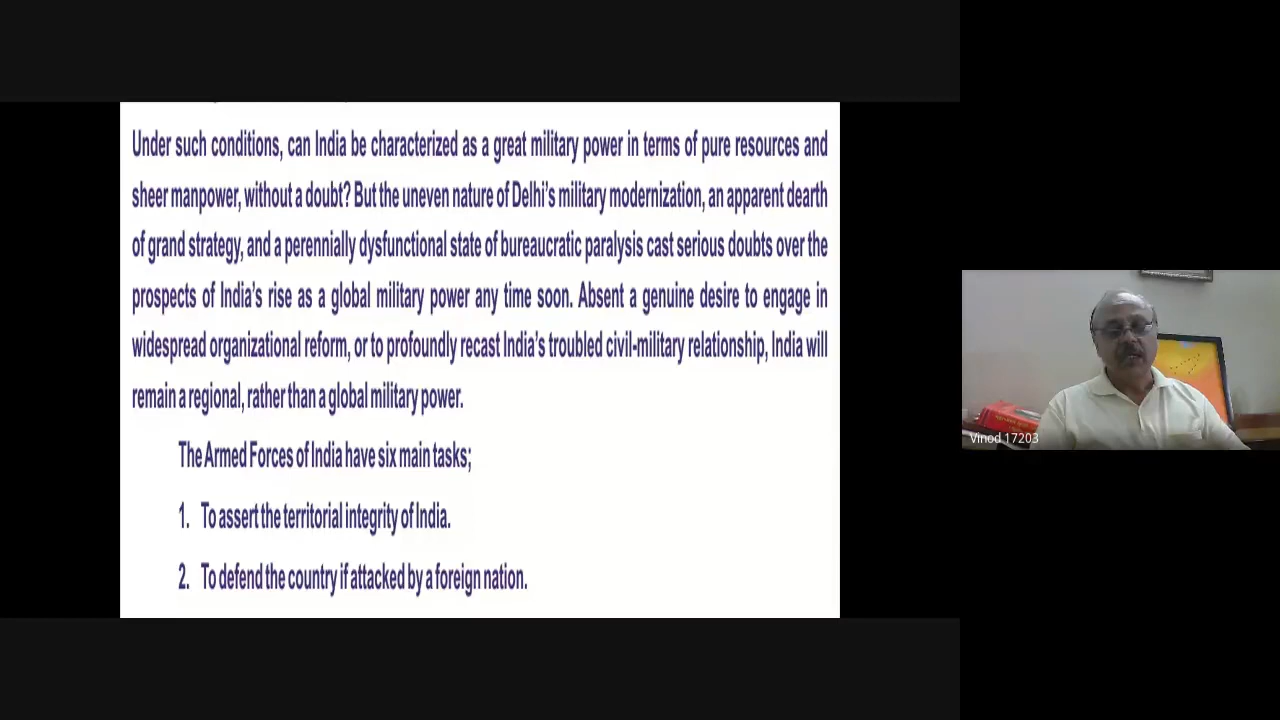 Under such conditions, can India be characterized as a great military power in terms of pure resources and
sheer manpower, without a doubt? But the uneven nature of Delhi's military modernization, an apparent dearth
of grand strategy, and a perennially dysfunctional state of bureaucratic paralysis cast serious doubts over the
prospects of India's rise as a global military power any time soon. Absent a genuine desire to engage in
widespread organizational reform, or to profoundly recast India's troubled civil-military relationship, India will
remain a regional, rather than a global military power.
The Armed Forces of India have six main tasks;
1. To assert the territorial integrity of India.
2. To defend the country if attacked by a foreign nation.
Vinod 17203